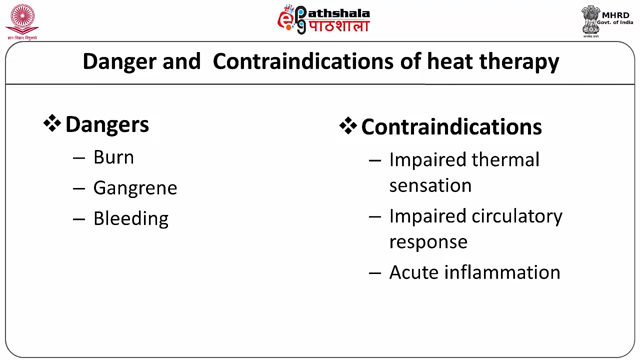 Pathshala
पाठशाला
MHRD
Govt. of India
Danger and Contraindications of heat therapy
❖ Dangers
– Burn
– Gangrene
– Bleeding
❖ Contraindications
– Impaired thermal
sensation
– Impaired circulatory
response
– Acute inflammation